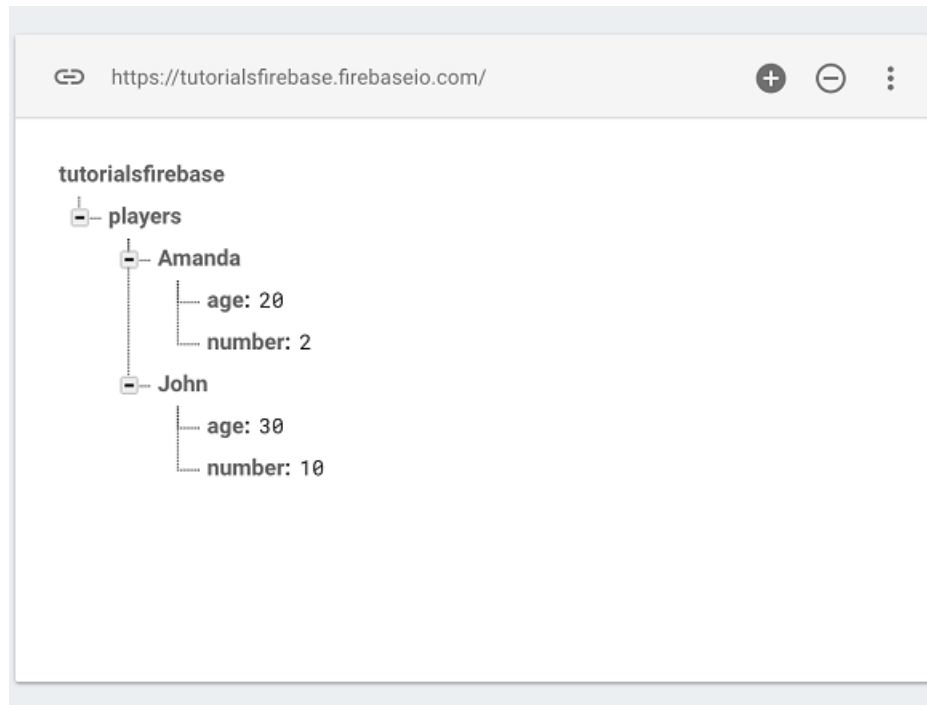 https://tutorialsfirebase.firebaseio.com/
tutorialsfirebase
players
Amanda
age: 20
number: 2
John
age: 30
number: 10